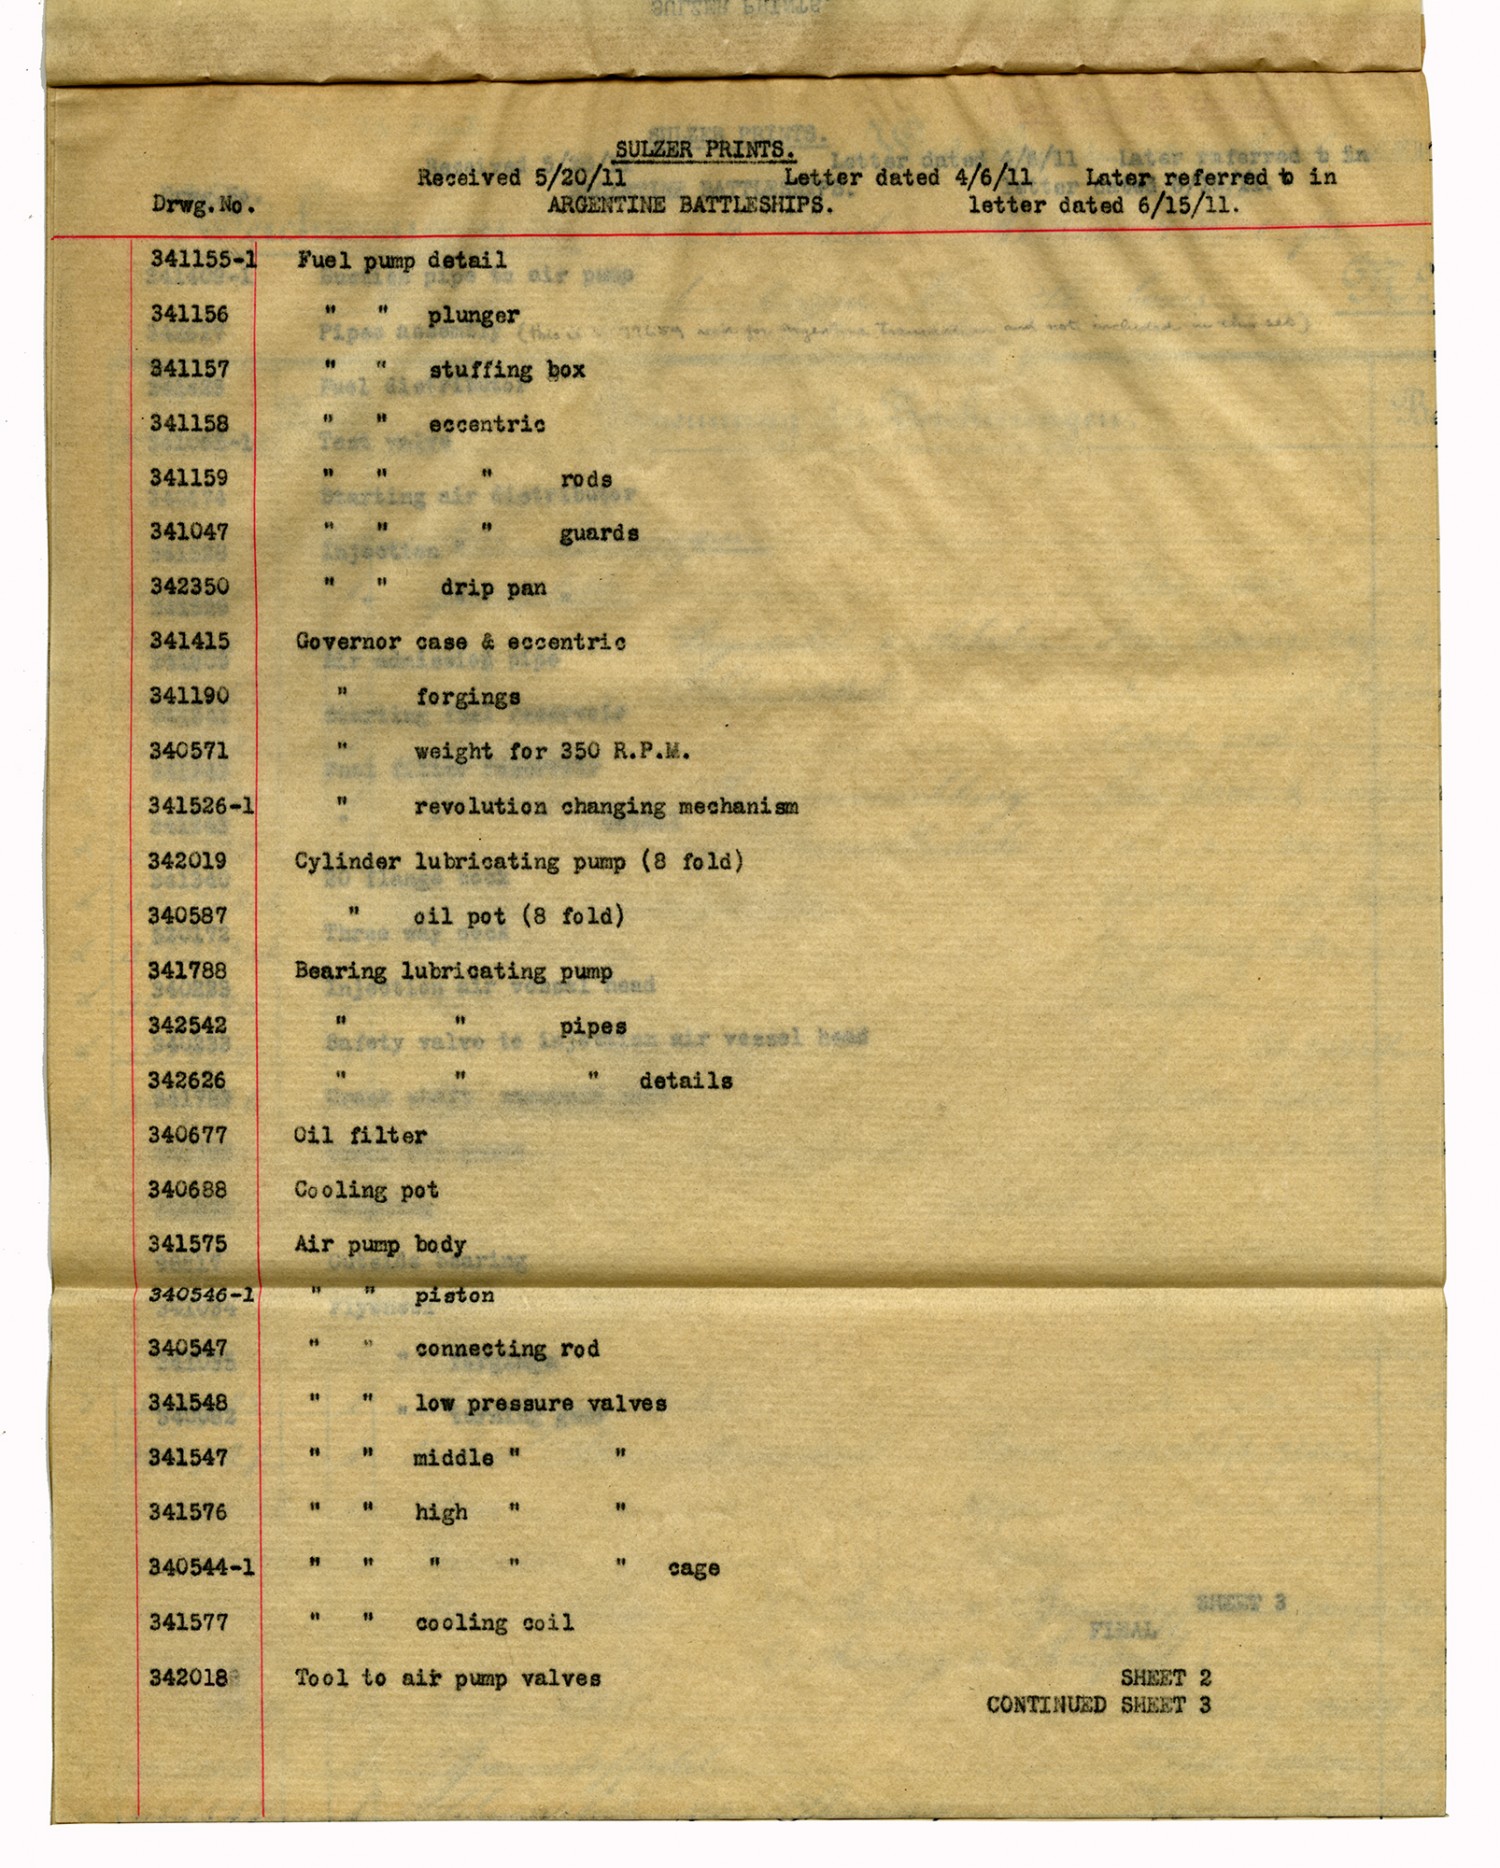 SULZER PRINTS.
Received 5/20/11 Letter dated 4/6/11 Later referred to in
Drwg.No. ARGENTINE BATTLESHIPS. letter dated 6/15/11.
341155-1 Fuel pump detail
341156 " " plunger
341157 " " stuffing box
341158 " " eccentric
341159 " " " rods
341047 " " " guards
342350 " " drip pan
341415 Governor case & eccentric
341190 " forgings
340571 " weight for 350 R.P.M.
341526-1 " revolution changing mechanism
342019 Cylinder lubricating pump (8 fold)
340587 " oil pot (8 fold)
341788 Bearing lubricating pump
342542 " " pipes
342626 " " " details
340677 Oil filter
340688 Cooling pot
341575 Air pump body
340546-1 " " piston
340547 " " connecting rod
341548 " " low pressure valves
341547 " " middle " "
341576 " " high " "
340544-1 " " " " " cage
341577 " " cooling coil
342018 Tool to air pump valves SHEET 2
CONTINUED SHEET 3